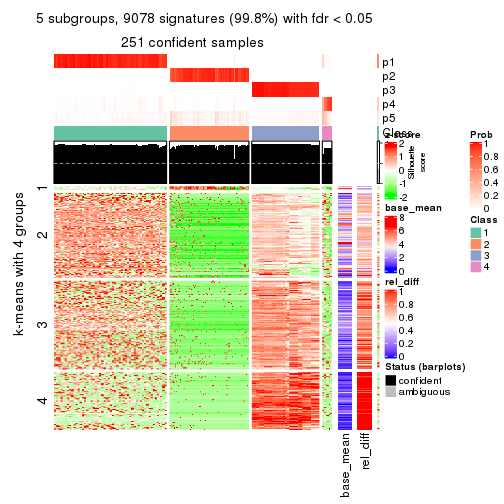 5 subgroups, 9078 signatures (99.8%) with fdr < 0.05
251 confident samples
p1
p2
p3
p4
p5
Class
z-score
2
1
0
-1
-2
Silhouette
score
Prob
1
0.8
0.6
0.4
0.2
0
base_mean
8
6
4
2
0
Class
1
2
3
4
rel_diff
1
0.8
0.6
0.4
0.2
0
Status (barplots)
confident
ambiguous
k-means with 4 groups
1
2
3
4
base_mean
rel_diff